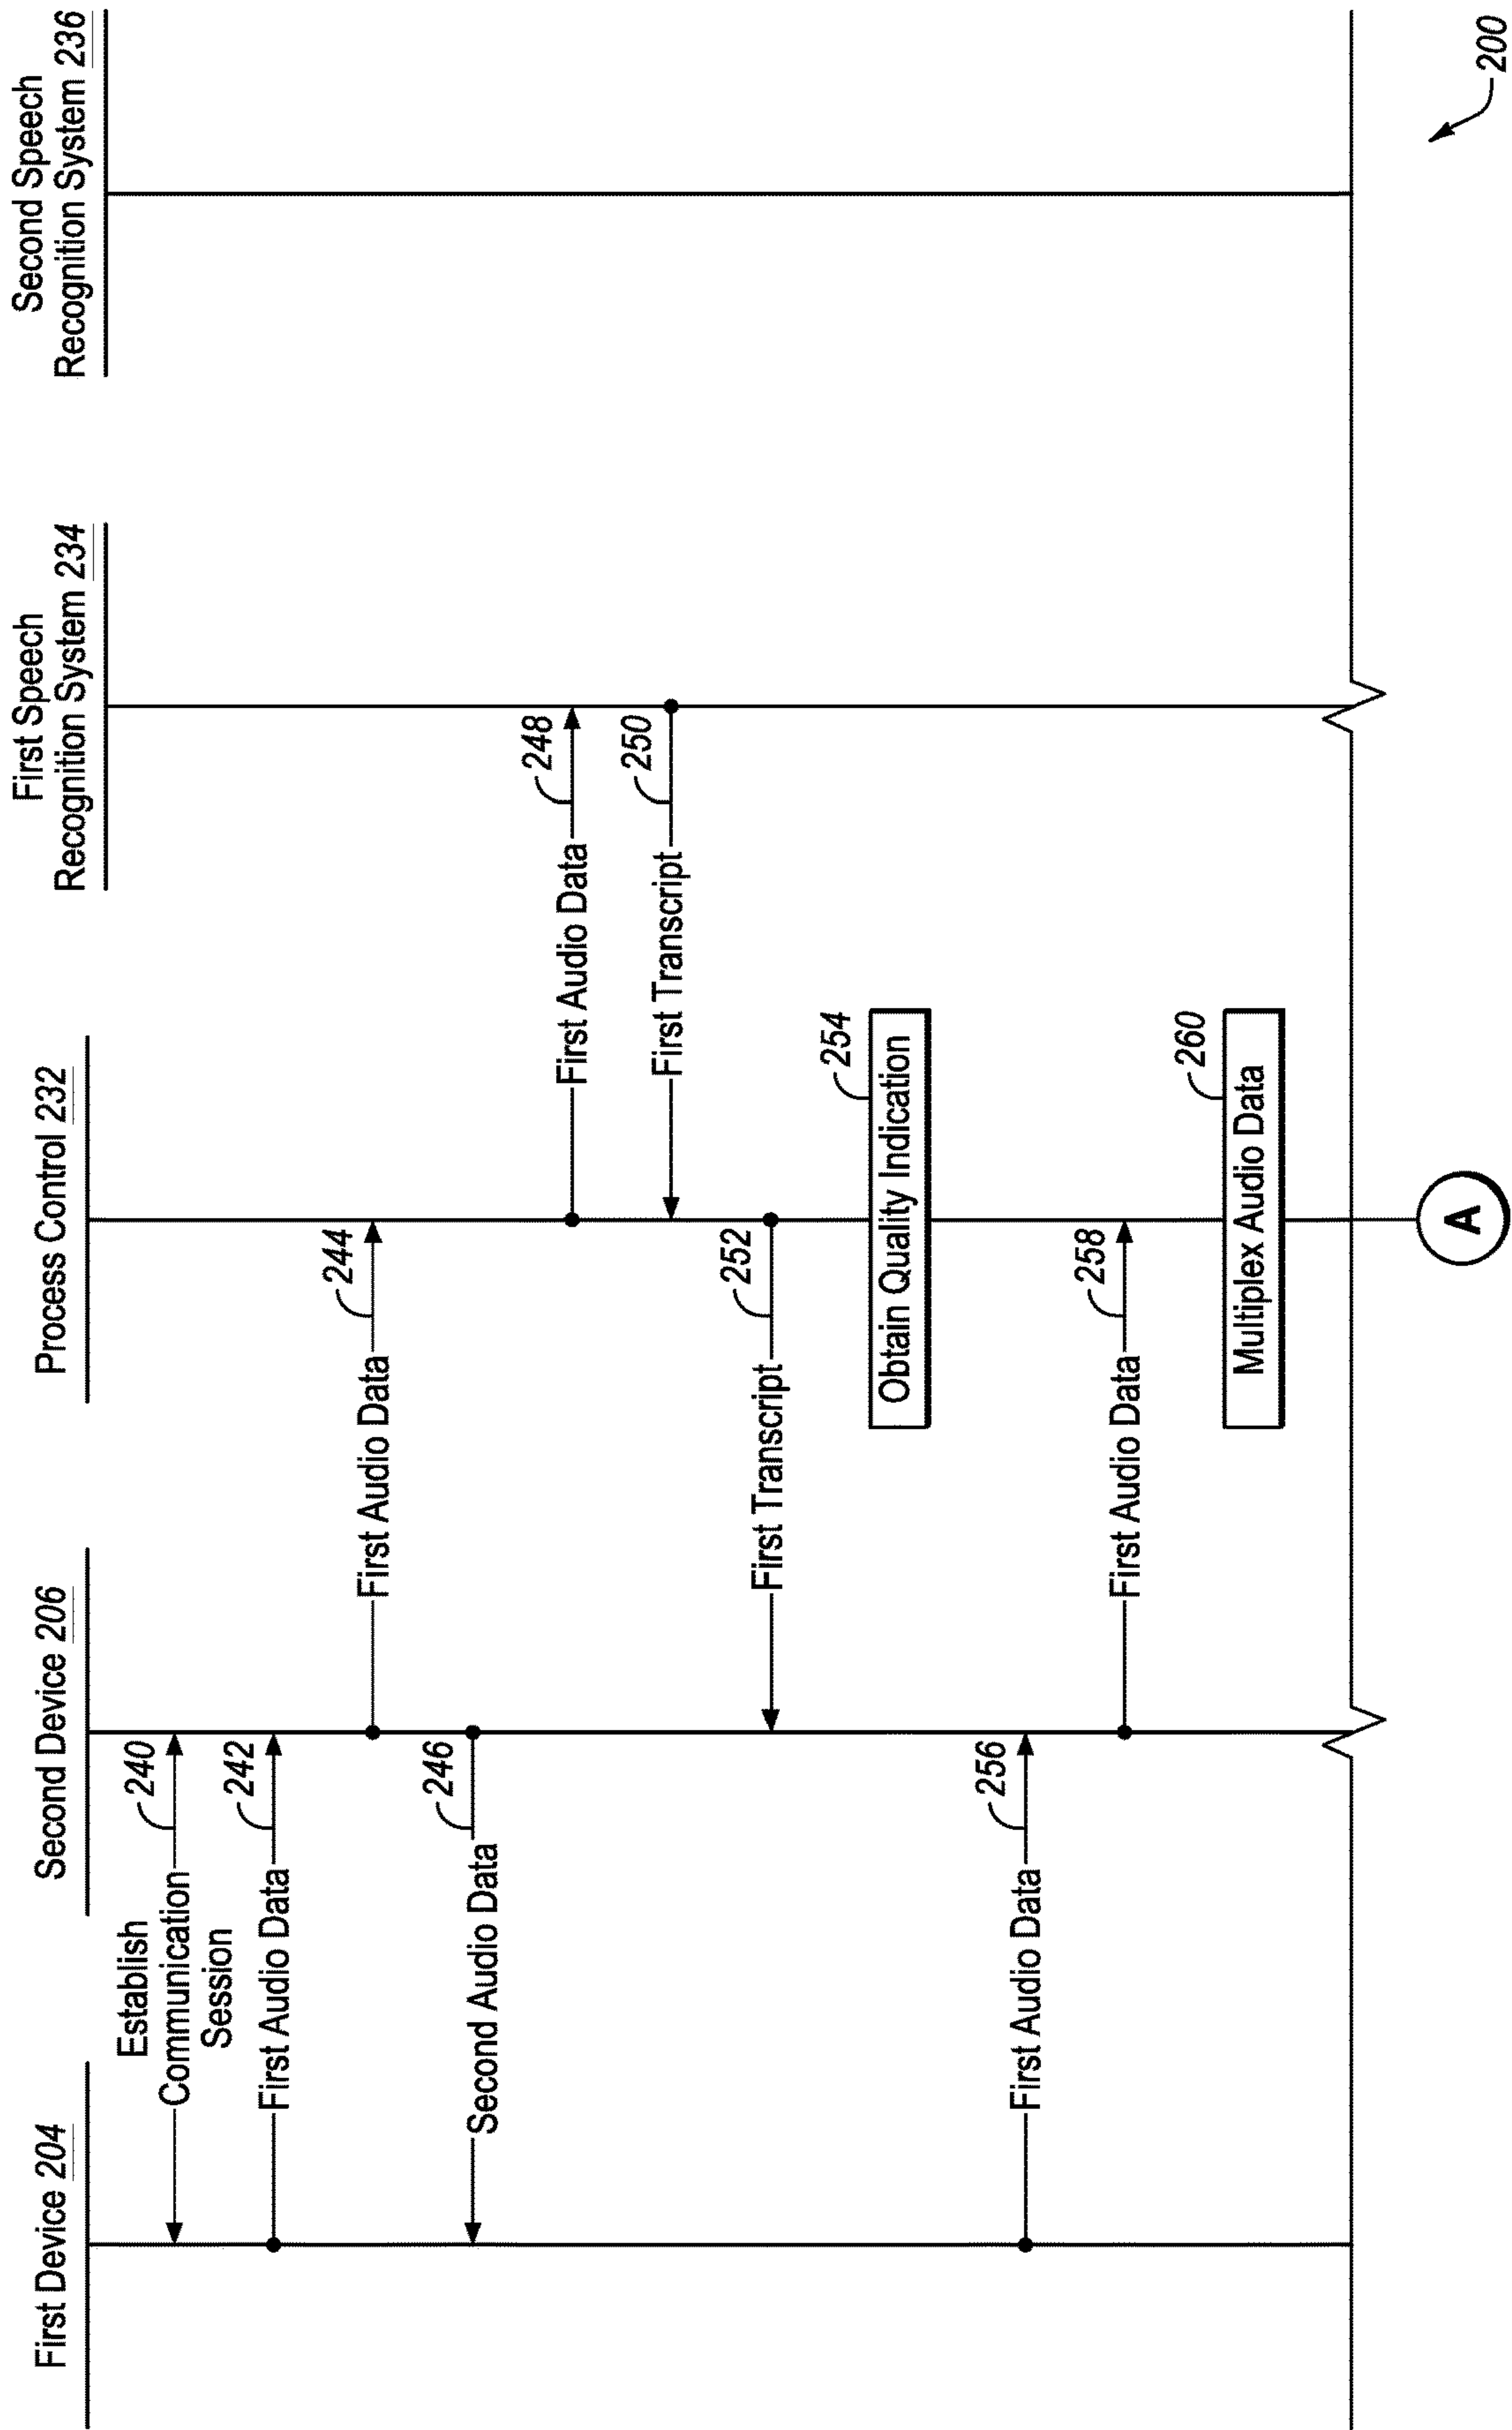 First Device 204
Second Device 206
Process Control 232
First Speech
Recognition System 234
Second Speech
Recognition System 236
Establish
Communication
Session
240
First Audio Data
242
First Audio Data
244
Second Audio Data
246
First Audio Data
248
First Transcript
250
First Transcript
252
254
Obtain Quality Indication
First Audio Data
256
First Audio Data
258
260
Multiplex Audio Data
A
200